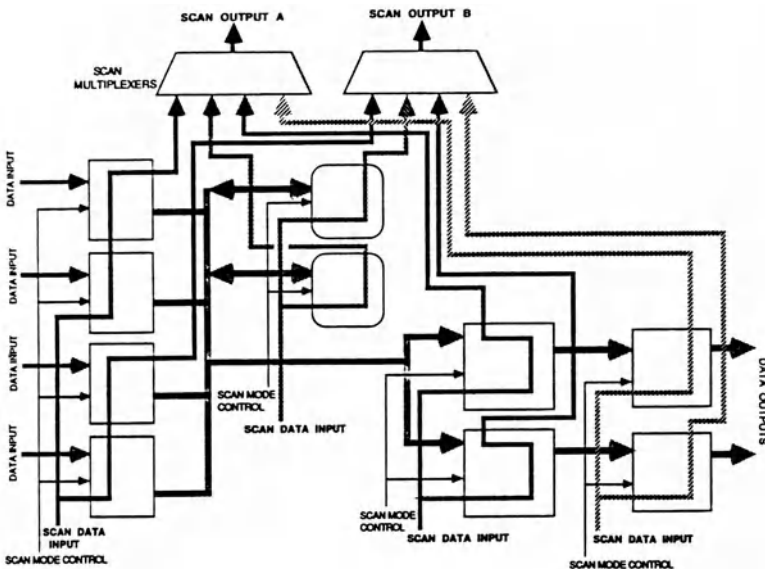 SCAN OUTPUT A
SCAN OUTPUT B
SCAN
MULTIPLEXERS
DATA INPUT
DATA INPUT
DATA INPUT
DATA INPUT
SCAN MODE
CONTROL
SCAN DATA INPUT
DATA OUTPUTS
SCAN DATA
INPUT
SCAN MODE CONTROL
SCAN MODE
CONTROL
SCAN DATA INPUT
SCAN DATA INPUT
SCAN MODE CONTROL